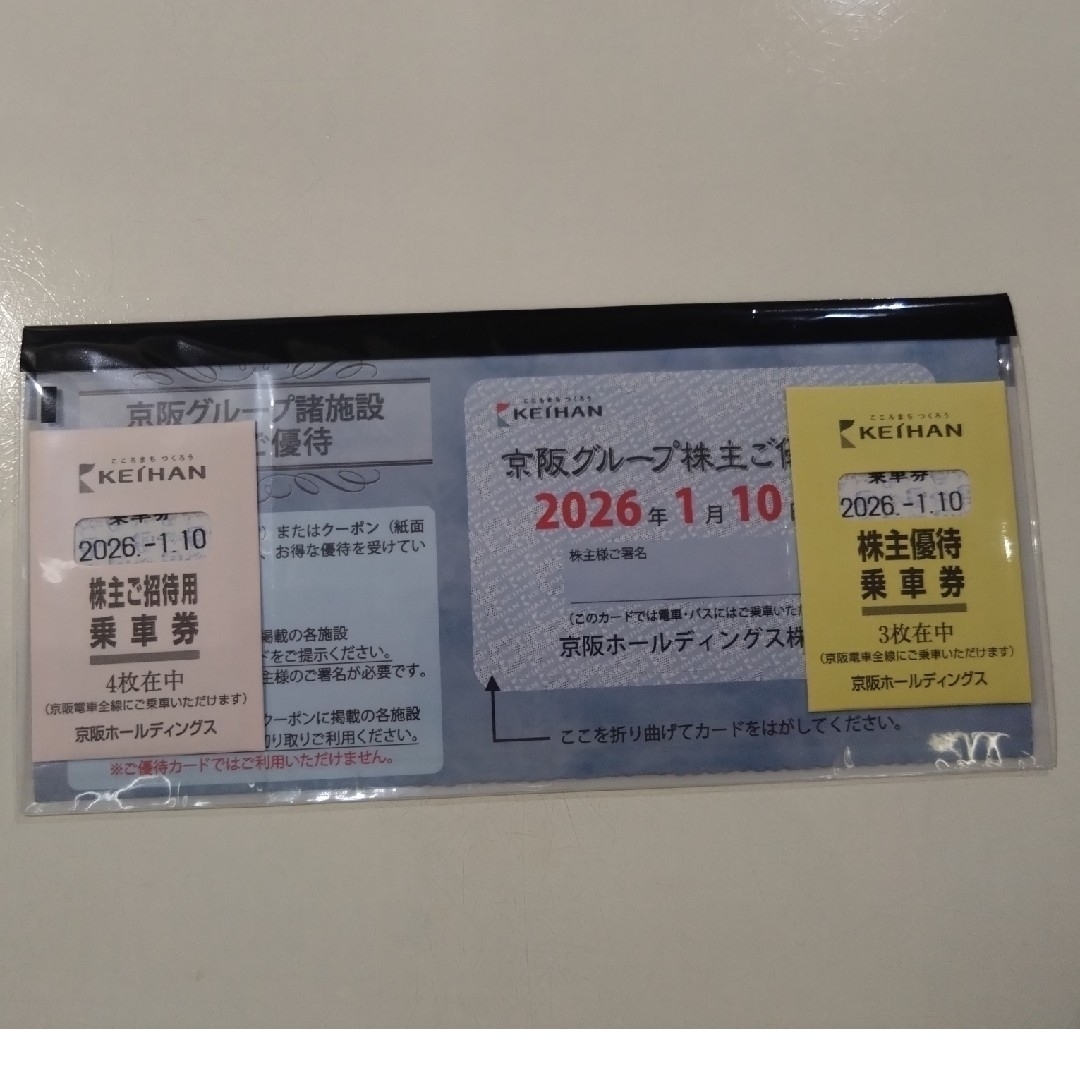 京阪グループ諸施設
ご優待
またはクーポン（紙面
お得な優待を受けてい
掲載の各施設
ドをご提示ください。
主様のご署名が必要です。
クーポンに掲載の各施設
切り取りご利用ください。
※ご優待カードではご利用いただけません。
こころまち つくろう
KEIHAN
乗車券
2026.-1.10
株主ご招待用
乗車券
4枚在中
（京阪電車全線にご乗車いただけます）
京阪ホールディングス
こころまち つくろう
KEIHAN
京阪グループ株主ご
2026年1月10
株主様ご署名
（このカードでは電車・バスにはご乗車いた
京阪ホールディングス株
ここを折り曲げてカードをはがしてください。
こころまち つくろう
KEIHAN
乗車券
2026.-1.10
株主優待
乗車券
3枚在中
（京阪電車全線にご乗車いただけます）
京阪ホールディングス